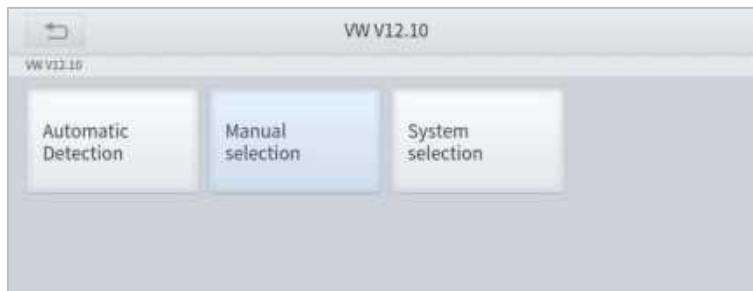 VW V12.10
VW V12.10
Automatic
Detection
Manual
selection
System
selection